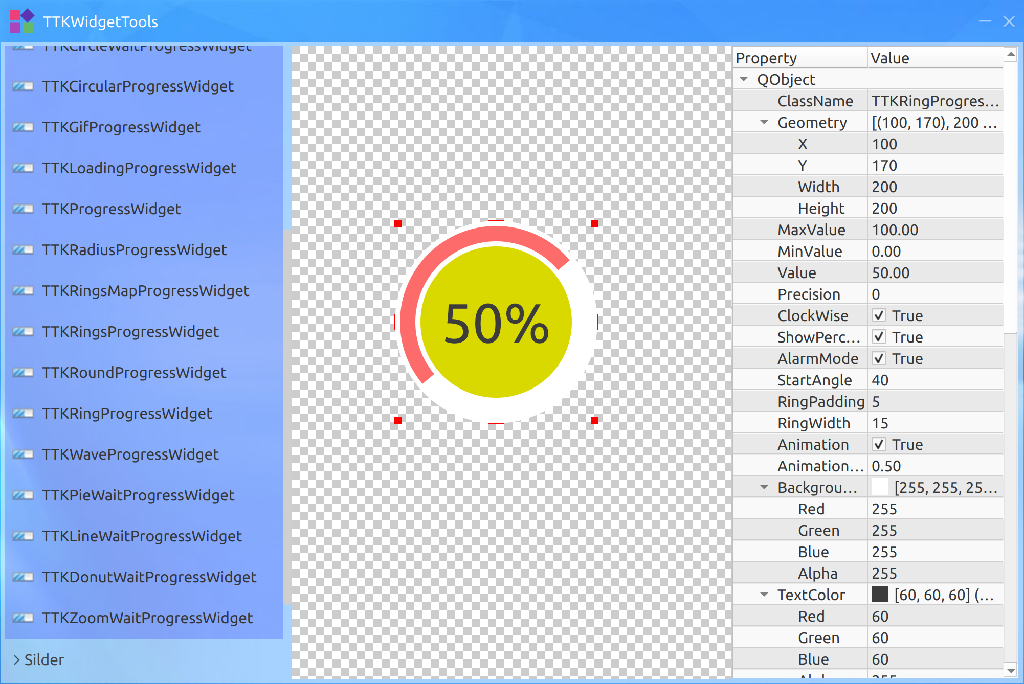 TTKWidgetTools
TTKCircleWaitProgressWidget
TTKCircularProgressWidget
TTKGifProgressWidget
TTKLoadingProgressWidget
TTKProgressWidget
TTKRadiusProgressWidget
TTKRingsMapProgressWidget
TTKRingsProgressWidget
TTKRoundProgressWidget
TTKRingProgressWidget
TTKWaveProgressWidget
TTKPieWaitProgressWidget
TTKLineWaitProgressWidget
TTKDonutWaitProgressWidget
TTKZoomWaitProgressWidget
Silder
50%
Property Value
QObject
ClassName TTKRingProgres...
Geometry [(100, 170), 200 ...
X 100
Y 170
Width 200
Height 200
MaxValue 100.00
MinValue 0.00
Value 50.00
Precision 0
ClockWise True
ShowPerc... True
AlarmMode True
StartAngle 40
RingPadding 5
RingWidth 15
Animation True
Animation... 0.50
Backgrou... [255, 255, 25...
Red 255
Green 255
Blue 255
Alpha 255
TextColor [60, 60, 60] (...
Red 60
Green 60
Blue 60
Alpha 255